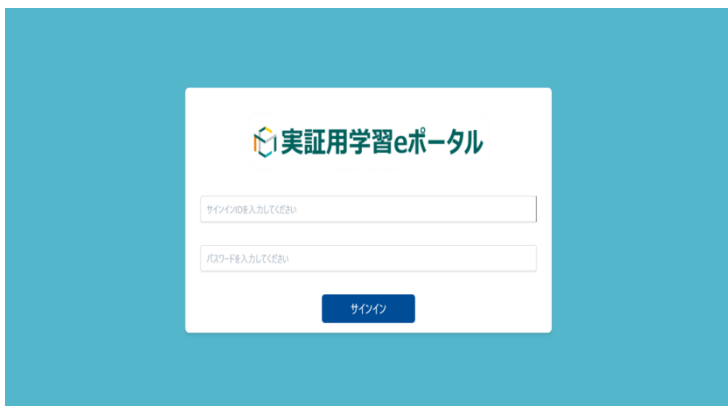 実証用学習eポータル
サインインIDを入力してください
パスワードを入力してください
サインイン